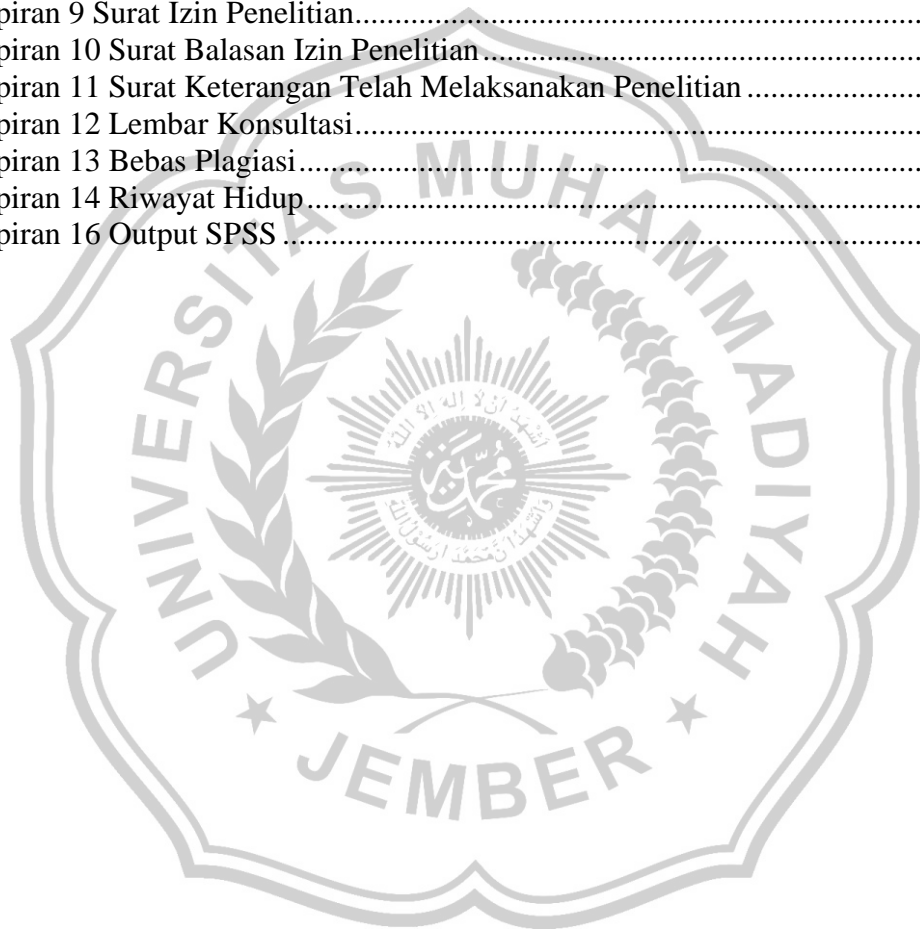 piran 9 Surat Izin Penelitian..........................................................................
piran 10 Surat Balasan Izin Penelitian..........................................................
piran 11 Surat Keterangan Telah Melaksanakan Penelitian........................
piran 12 Lembar Konsultasi..........................................................................
piran 13 Bebas Plagiasi.................................................................................
piran 14 Riwayat Hidup................................................................................
piran 16 Output SPSS...................................................................................
UNIVERSITAS MUHAMMADIYAH
JEMBER